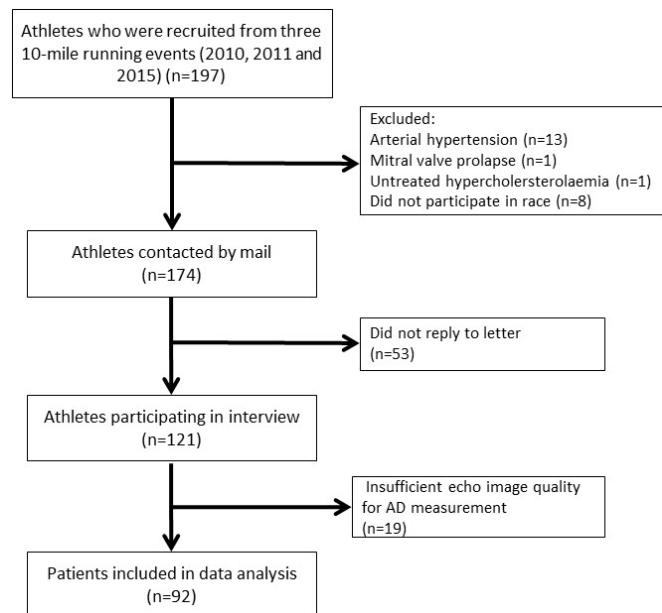 Athletes who were recruited from three
10-mile running events (2010, 2011 and
2015) (n=197)
Excluded:
Arterial hypertension (n=13)
Mitral valve prolapse (n=1)
Untreated hypercholersterolaemia (n=1)
Did not participate in race (n=8)
Athletes contacted by mail
(n=174)
Did not reply to letter
(n=53)
Athletes participating in interview
(n=121)
Insufficient echo image quality
for AD measurement
(n=19)
Patients included in data analysis
(n=92)